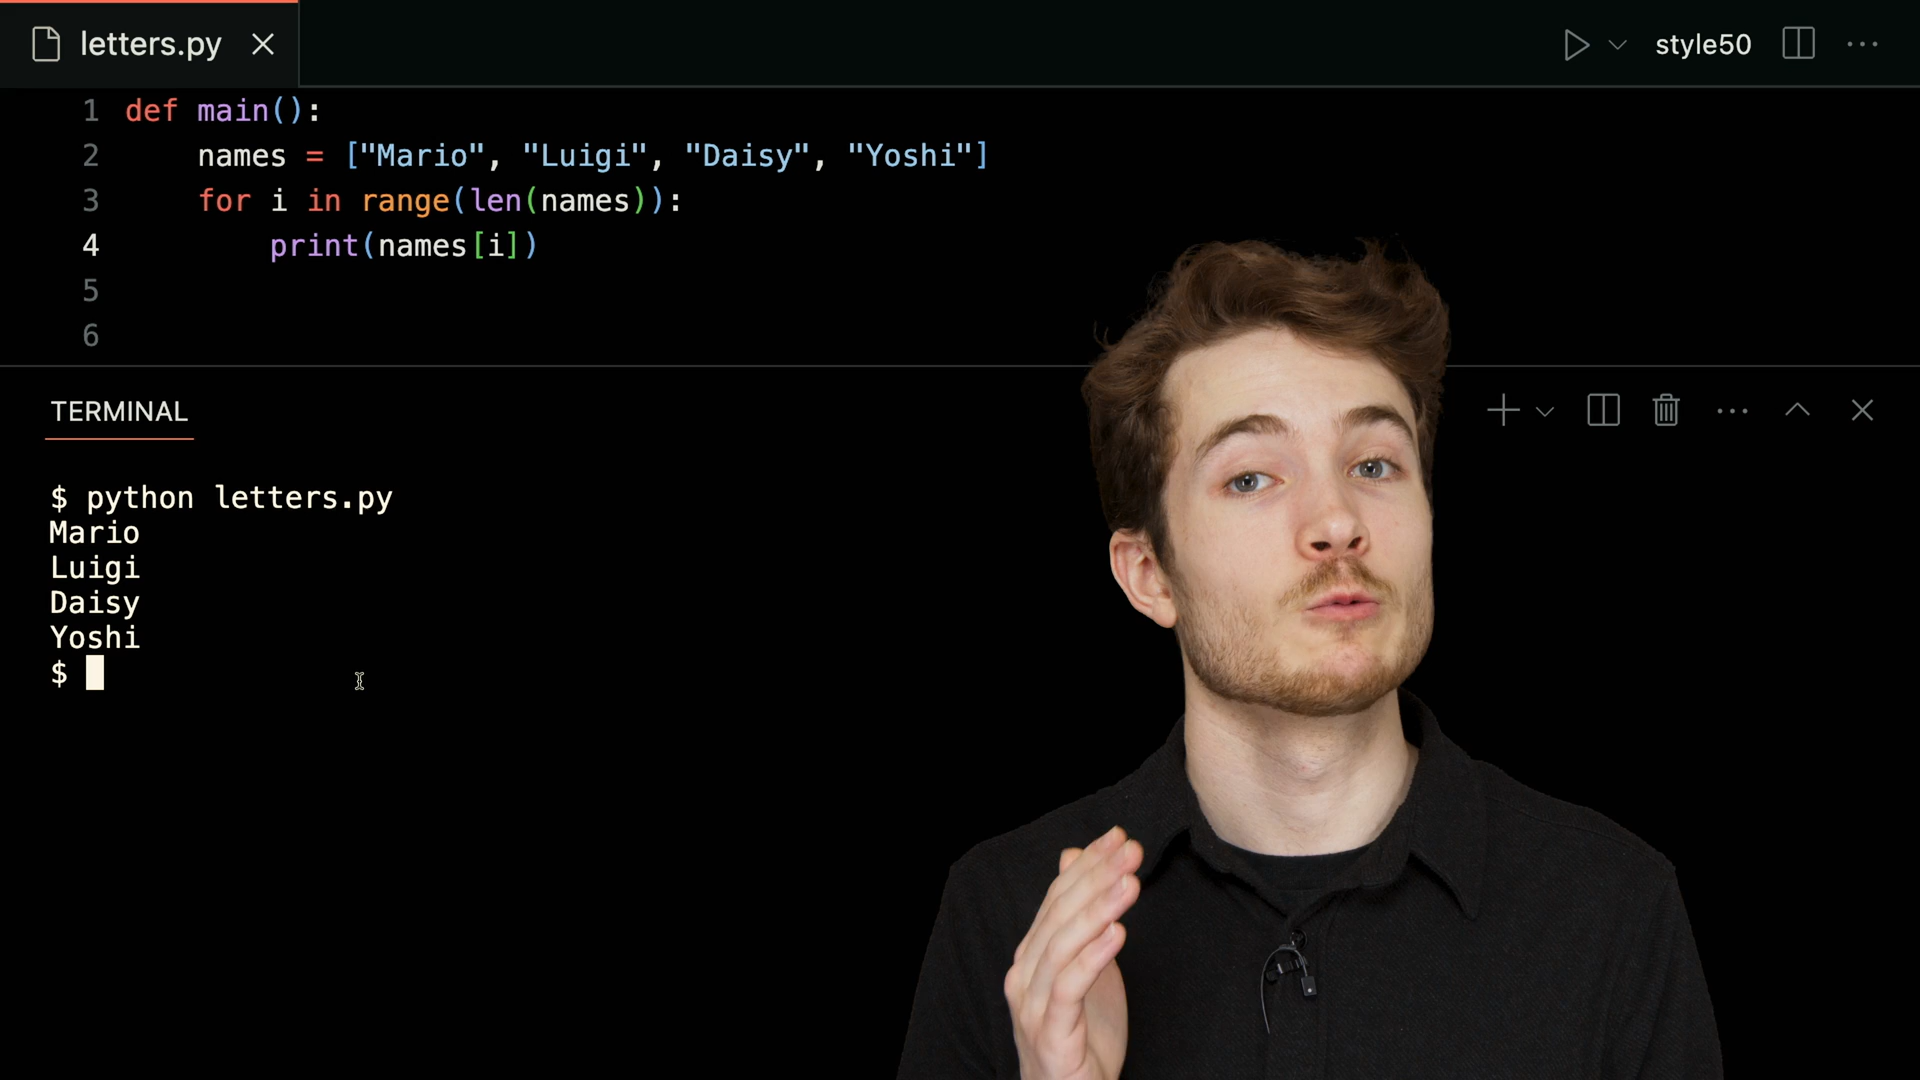 letters.py
style50
1 def main():
2     names = ["Mario", "Luigi", "Daisy", "Yoshi"]
3     for i in range(len(names)):
4         print(names[i])
5
6
TERMINAL
$ python letters.py
Mario
Luigi
Daisy
Yoshi
$